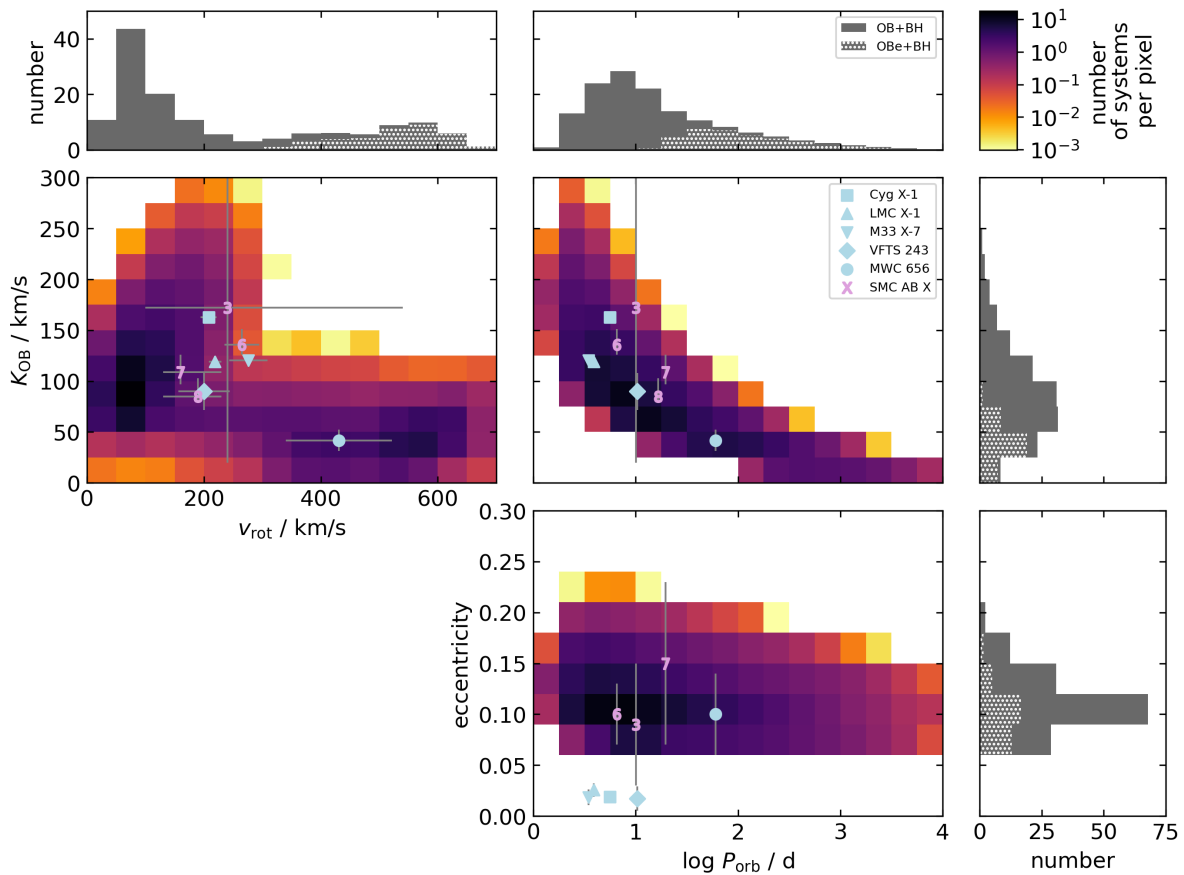 40
20
0
number
OB+BH
OBe+BH
10¹
10⁰
10⁻¹
10⁻²
10⁻³
number
of systems
per pixel
300
250
200
150
100
50
0
K_OB / km/s
3
6
7
8
0
200
400
600
v_rot / km/s
Cyg X-1
LMC X-1
M33 X-7
VFTS 243
MWC 656
X SMC AB X
3
6
7
8
0.30
0.25
0.20
0.15
0.10
0.05
0.00
eccentricity
7
6
3
0
1
2
3
4
log P_orb / d
0
25
50
75
number